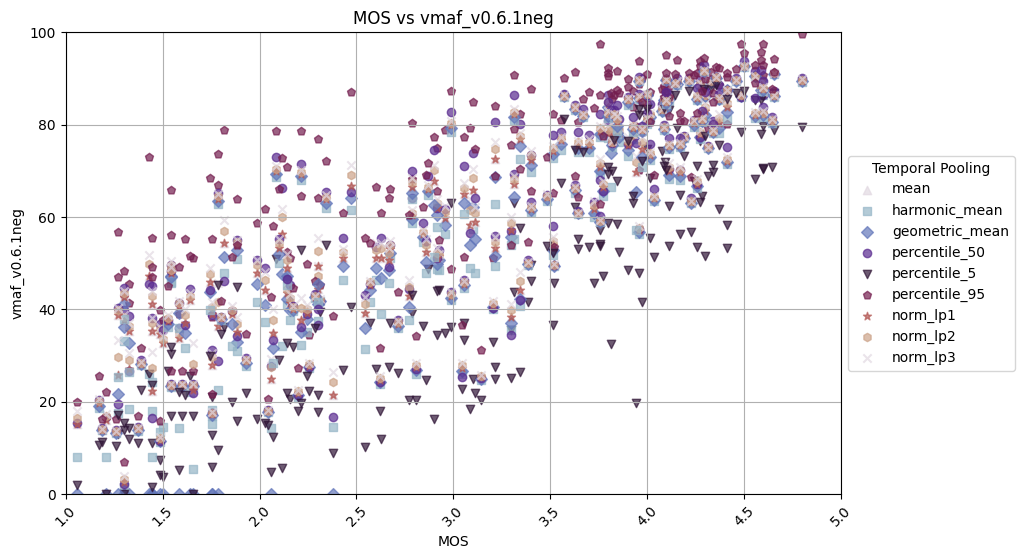 MOS vs vmaf_v0.6.1neg
vmaf_v0.6.1neg
100
80
60
40
20
0
1.0
1.5
2.0
2.5
3.0
3.5
4.0
4.5
5.0
MOS
Temporal Pooling
mean
harmonic_mean
geometric_mean
percentile_50
percentile_5
percentile_95
norm_lp1
norm_lp2
norm_lp3